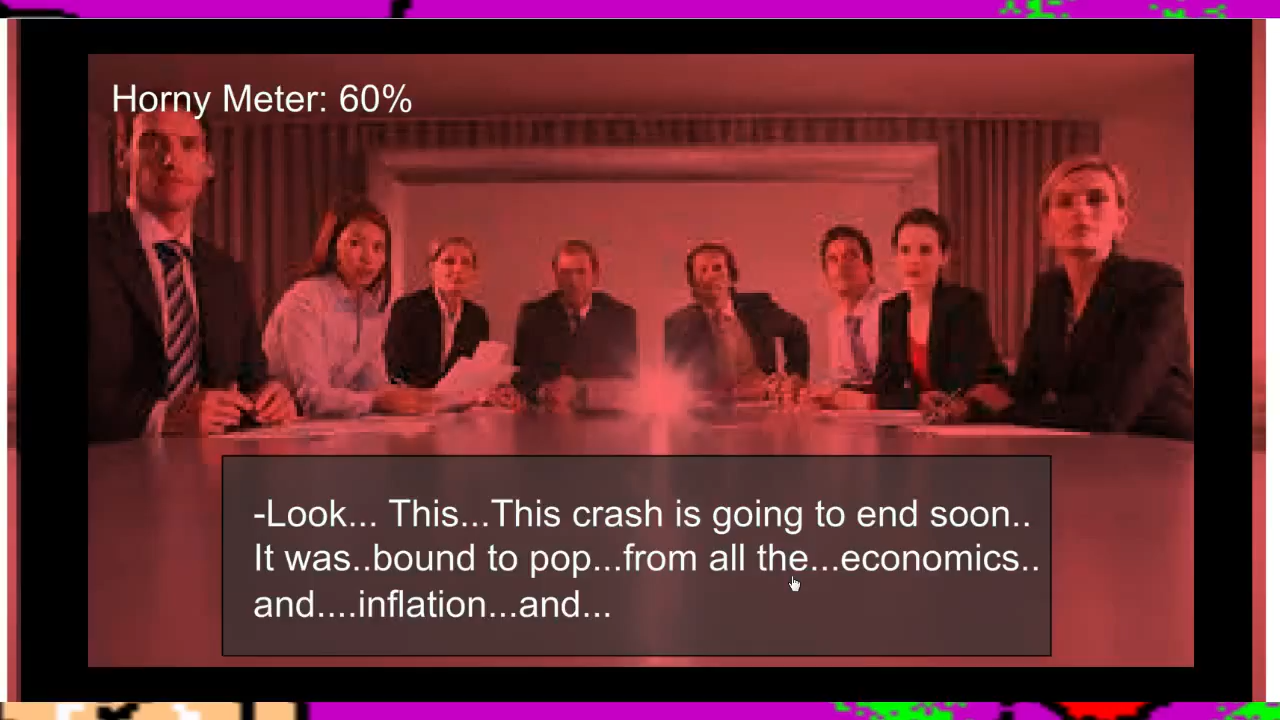 Horny Meter: 60%
-Look... This...This crash is going to end soon..
It was..bound to pop...from all the...economics..
and....inflation...and...